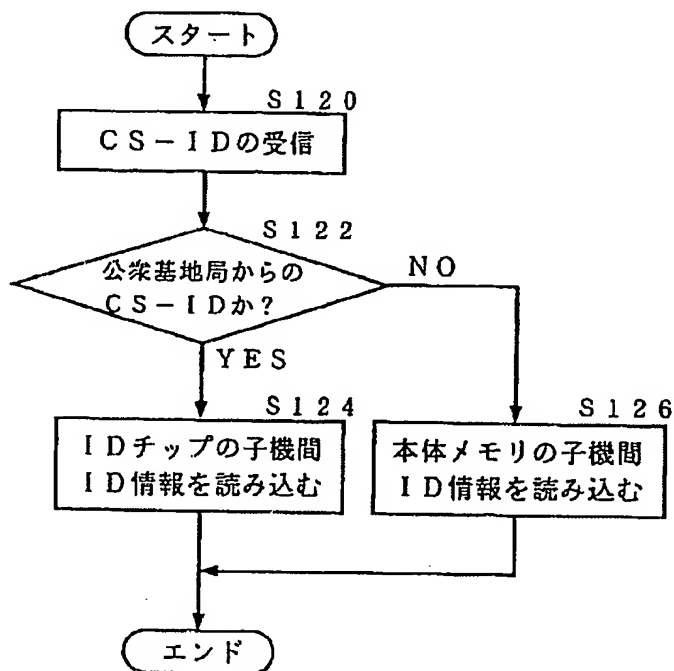 スタート
S120
CS-IDの受信
S122
公衆基地局からの
CS-IDか?
NO
YES
S124
IDチップの子機間
ID情報を読み込む
S126
本体メモリの子機間
ID情報を読み込む
エンド